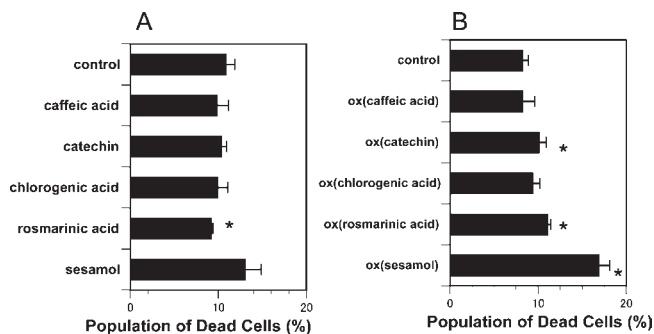 A
control
caffeic acid
catechin
chlorogenic acid
rosmarinic acid
*
sesamol
0
10
20
Population of Dead Cells (%)
B
control
ox(caffeic acid)
ox(catechin)
*
ox(chlorogenic acid)
ox(rosmarinic acid)
*
ox(sesamol)
*
0
10
20
Population of Dead Cells (%)